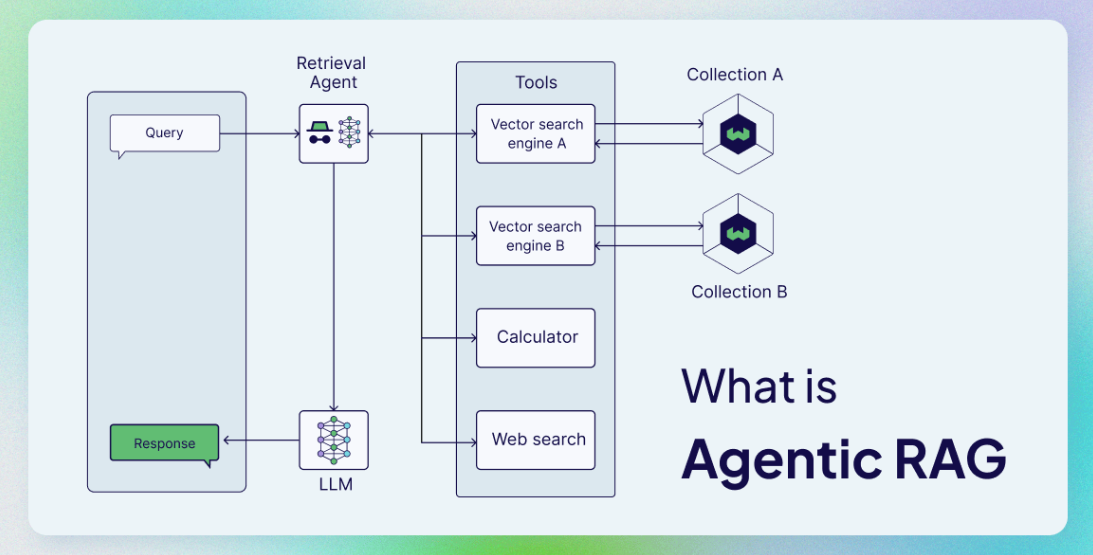 Retrieval
Agent
Tools
Collection A
Query
Vector search
engine A
Vector search
engine B
Collection B
Calculator
What is
Response
Web search
Agentic RAG
LLM